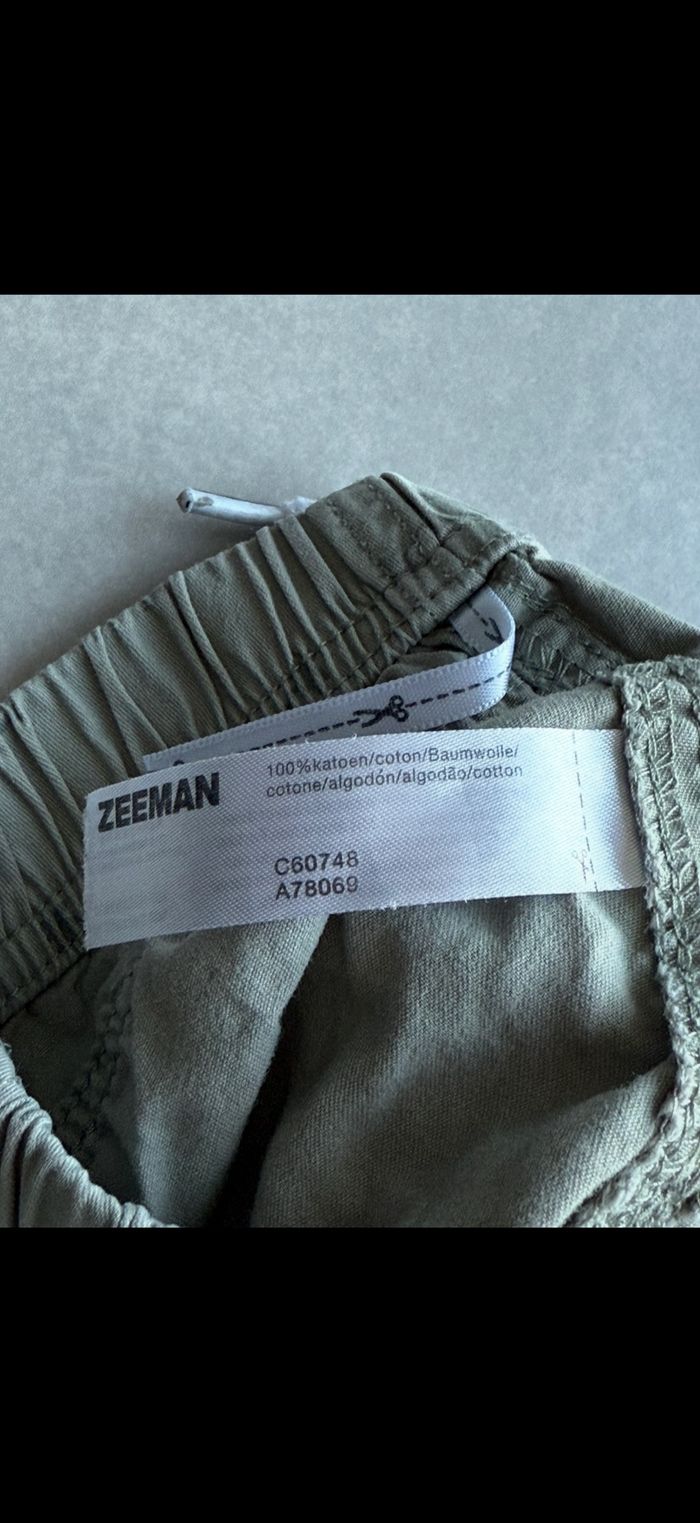 ZEEMAN
100%katoen/coton/Baumwolle/
cotone/algodón/algodão/cotton
C60748
A78069